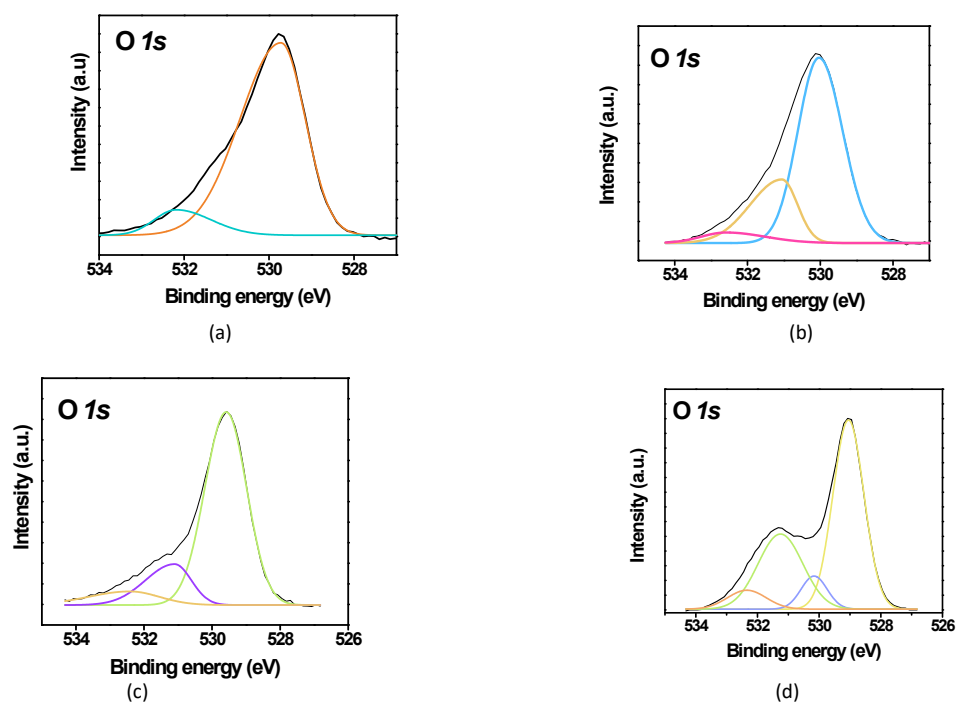 O 1s
Intensity (a.u)
534 532 530 528
Binding energy (eV)
(a)
O 1s
Intensity (a.u.)
534 532 530 528
Binding energy (eV)
(b)
O 1s
Intensity (a.u.)
534 532 530 528 526
Binding energy (eV)
(c)
O 1s
Intensity (a.u.)
534 532 530 528 526
Binding energy (eV)
(d)